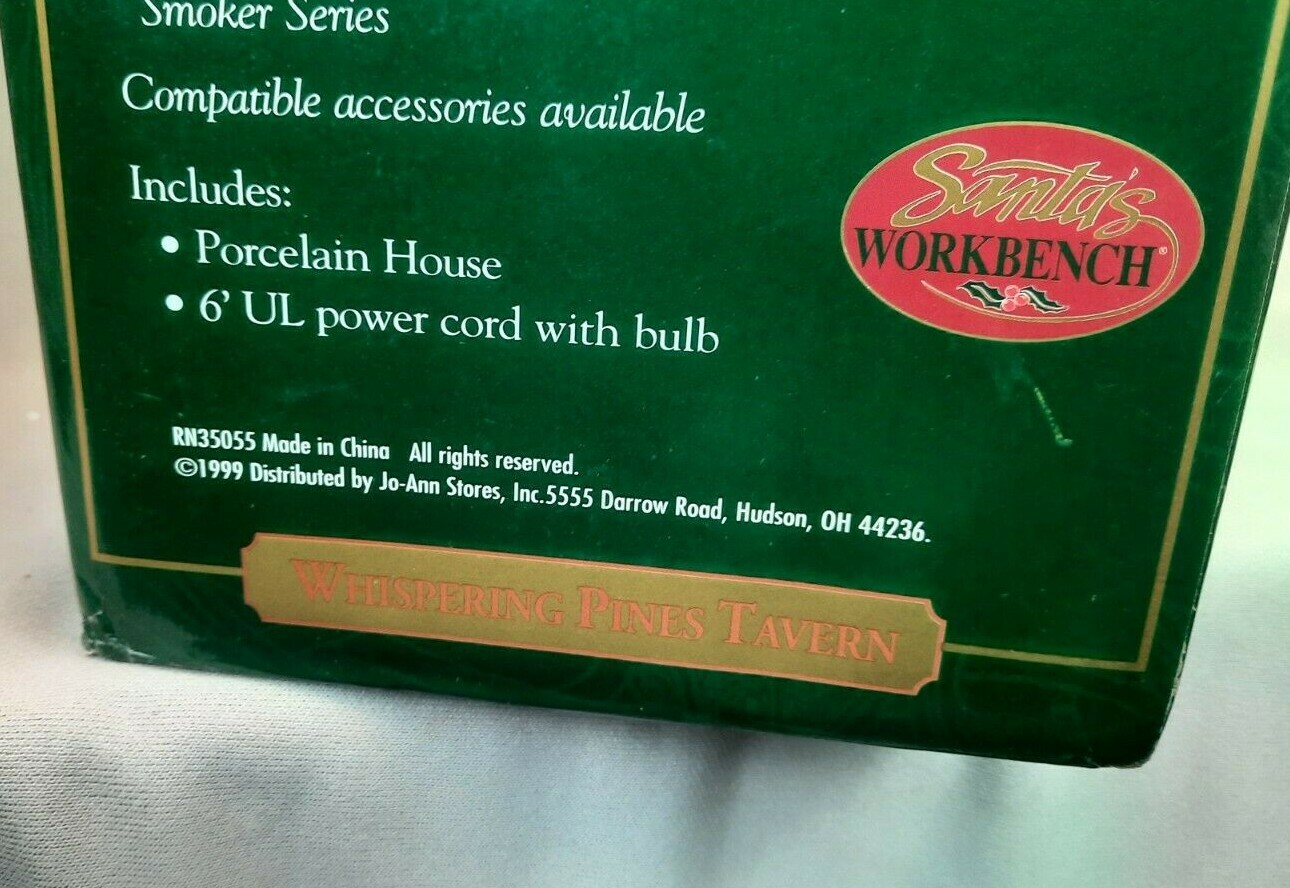 Smoker Series
Compatible accessories available
Includes:
• Porcelain House
• 6' UL power cord with bulb
Santa's
WORKBENCH®
RN35055 Made in China All rights reserved.
©1999 Distributed by Jo-Ann Stores, Inc.5555 Darrow Road, Hudson, OH 44236.
WHISPERING PINES TAVERN